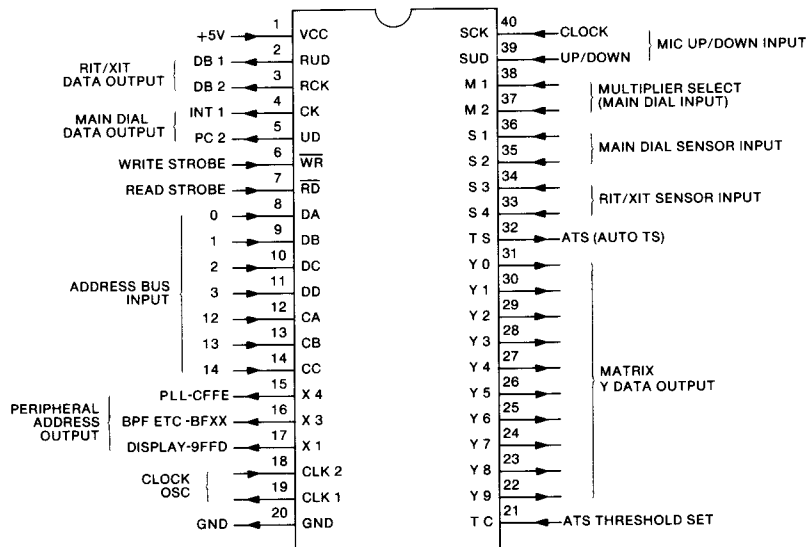 +5V 1 VCC
DB 1 2 RUD
RIT/XIT
DATA OUTPUT
DB 2 3 RCK
INT 1 4 CK
MAIN DIAL
DATA OUTPUT
PC 2 5 UD
WRITE STROBE 6 WR
READ STROBE 7 RD
0 8 DA
1 9 DB
2 10 DC
ADDRESS BUS
INPUT
3 11 DD
12 12 CA
13 13 CB
14 14 CC
PLL-CFFE 15 X 4
PERIPHERAL
ADDRESS
OUTPUT
BPF ETC-BFXX 16 X 3
DISPLAY-9FFD 17 X 1
18 CLK 2
CLOCK
OSC
19 CLK 1
GND 20 GND
SCK 40 CLOCK
MIC UP/DOWN INPUT
SUD 39 UP/DOWN
M 1 38
MULTIPLIER SELECT
(MAIN DIAL INPUT)
M 2 37
S 1 36
MAIN DIAL SENSOR INPUT
S 2 35
S 3 34
RIT/XIT SENSOR INPUT
S 4 33
T S 32 ATS (AUTO TS)
Y 0 31
Y 1 30
Y 2 29
Y 3 28
Y 4 27
MATRIX
Y DATA OUTPUT
Y 5 26
Y 6 25
Y 7 24
Y 8 23
Y 9 22
T C 21 ATS THRESHOLD SET